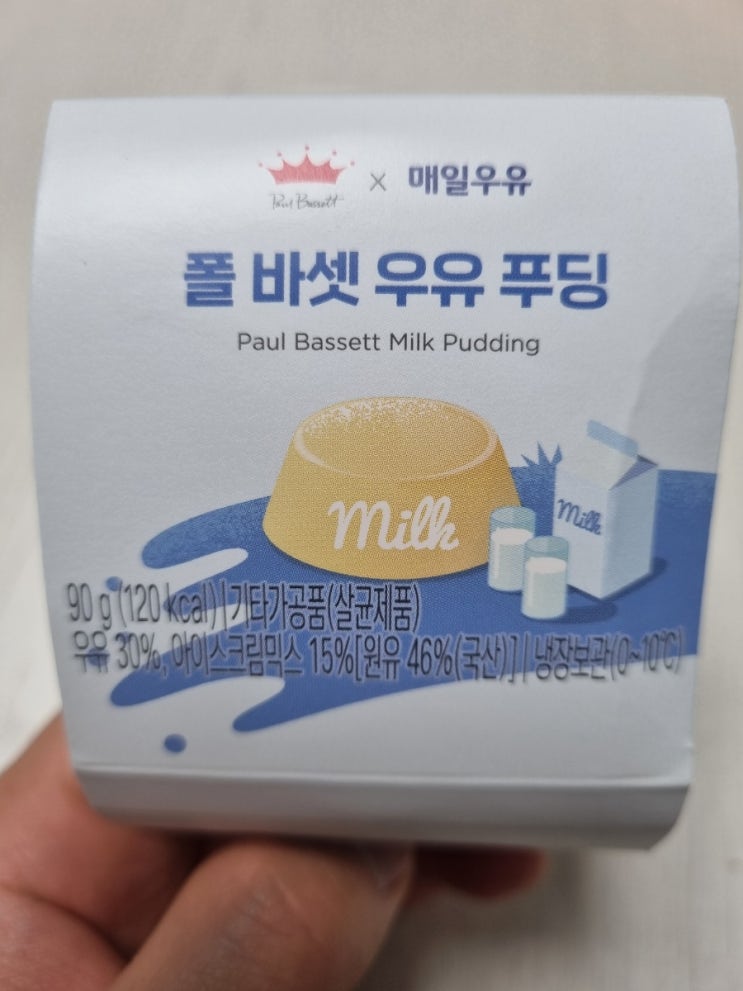 Paul Bassett x 매일우유
폴 바셋 우유 푸딩
Paul Bassett Milk Pudding
Milk
Milk
90 g (120 kcal) | 기타가공품(살균제품)
우유 30%, 아이스크림믹스 15%[원유 46%(국산)] | 냉장보관(0~10℃)